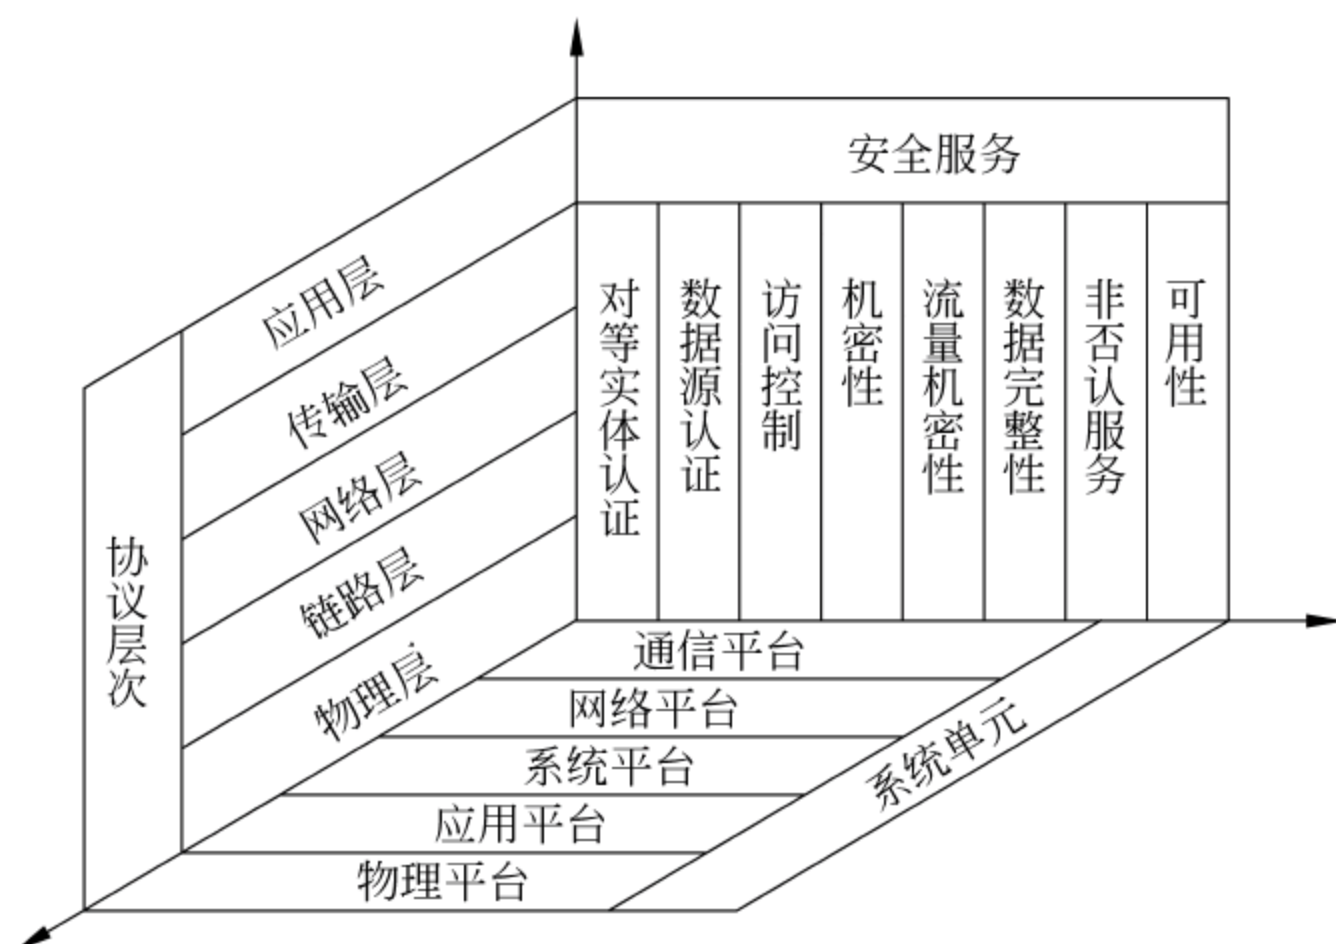 安全服务
对等实体认证
数据源认证
访问控制
机密性
流量机密性
数据完整性
非否认服务
可用性
协议层次
应用层
传输层
网络层
链路层
物理层
通信平台
网络平台
系统平台
应用平台
物理平台
系统单元